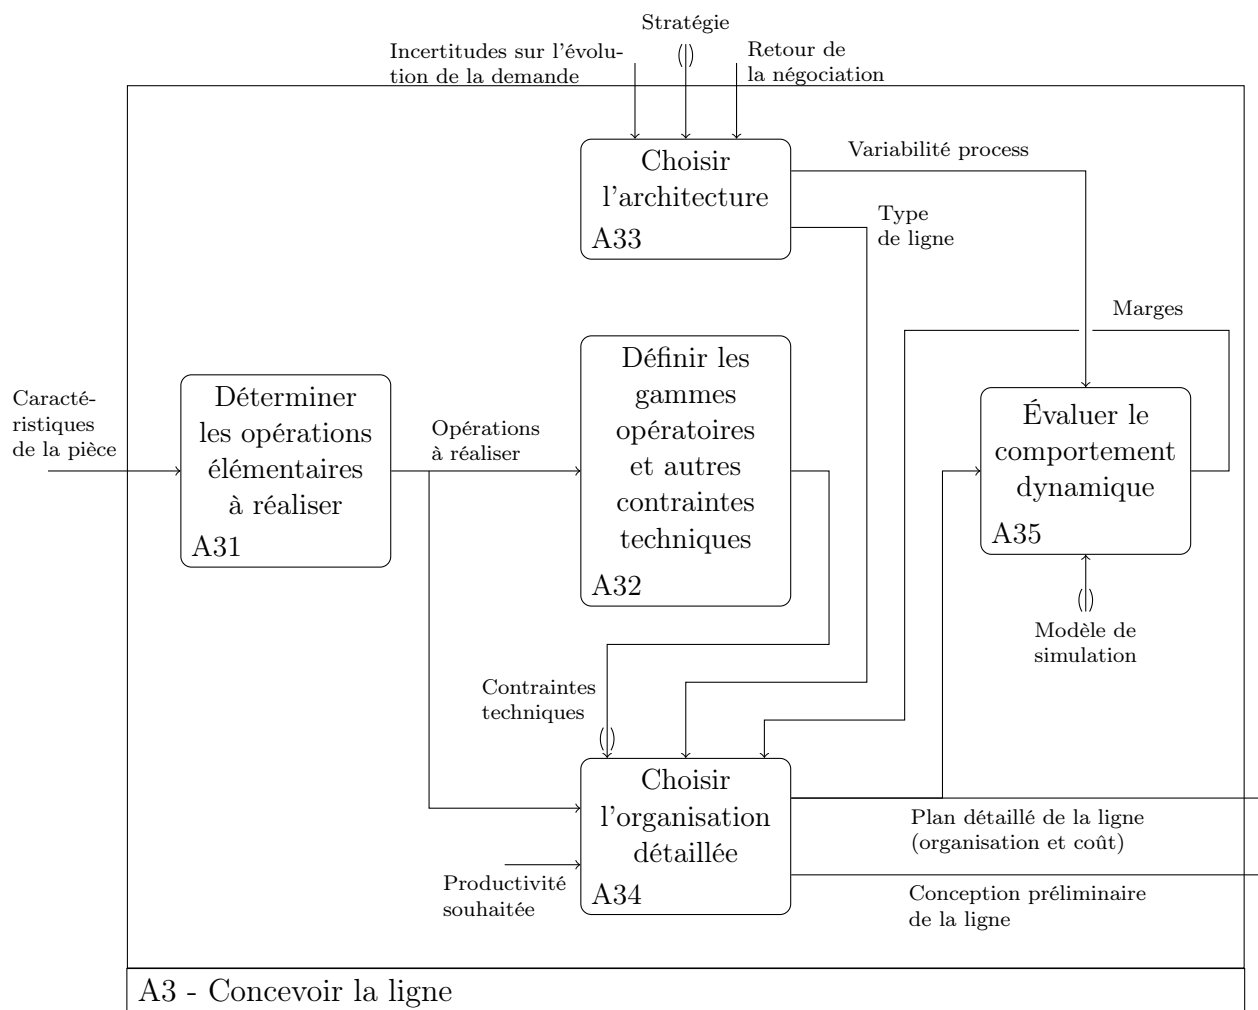 Stratégie
Incertitudes sur l'évolu-
tion de la demande
Retour de
la négociation
Choisir
l'architecture
A33
Variabilité process
Type
de ligne
Marges
Caracté-
ristiques
de la pièce
Déterminer
les opérations
élémentaires
à réaliser
A31
Opérations
à réaliser
Définir les
gammes
opératoires
et autres
contraintes
techniques
A32
Évaluer le
comportement
dynamique
A35
Modèle de
simulation
Contraintes
techniques
Choisir
l'organisation
détaillée
A34
Productivité
souhaitée
Plan détaillé de la ligne
(organisation et coût)
Conception préliminaire
de la ligne
A3 - Concevoir la ligne